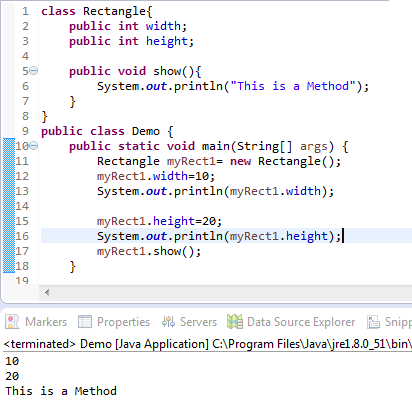 1 class Rectangle{
2     public int width;
3     public int height;
4
5     public void show(){
6         System.out.println("This is a Method");
7     }
8 }
9 public class Demo {
10     public static void main(String[] args) {
11         Rectangle myRect1= new Rectangle();
12         myRect1.width=10;
13         System.out.println(myRect1.width);
14
15         myRect1.height=20;
16         System.out.println(myRect1.height);
17         myRect1.show();
18     }
19
Markers Properties Servers Data Source Explorer Snipp
<terminated> Demo [Java Application] C:\Program Files\Java\jre1.8.0_51\bin\
10
20
This is a Method